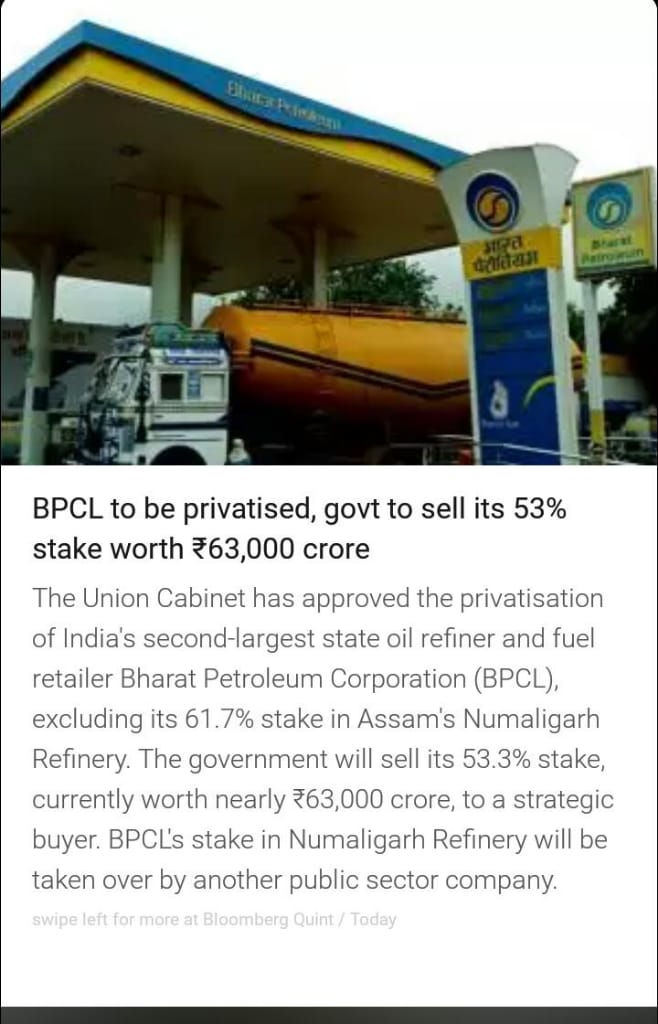 Bharat Petroleum
भारत
पेट्रोलियम
Bharat
Petroleum
BPCL to be privatised, govt to sell its 53%
stake worth ₹63,000 crore
The Union Cabinet has approved the privatisation
of India's second-largest state oil refiner and fuel
retailer Bharat Petroleum Corporation (BPCL),
excluding its 61.7% stake in Assam's Numaligarh
Refinery. The government will sell its 53.3% stake,
currently worth nearly ₹63,000 crore, to a strategic
buyer. BPCL's stake in Numaligarh Refinery will be
taken over by another public sector company.
swipe left for more at Bloomberg Quint / Today